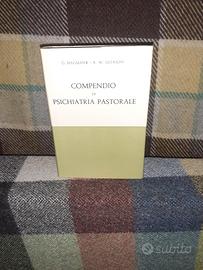 COMPENDIO
DI
PSICHIATRIA PASTORALE
subito